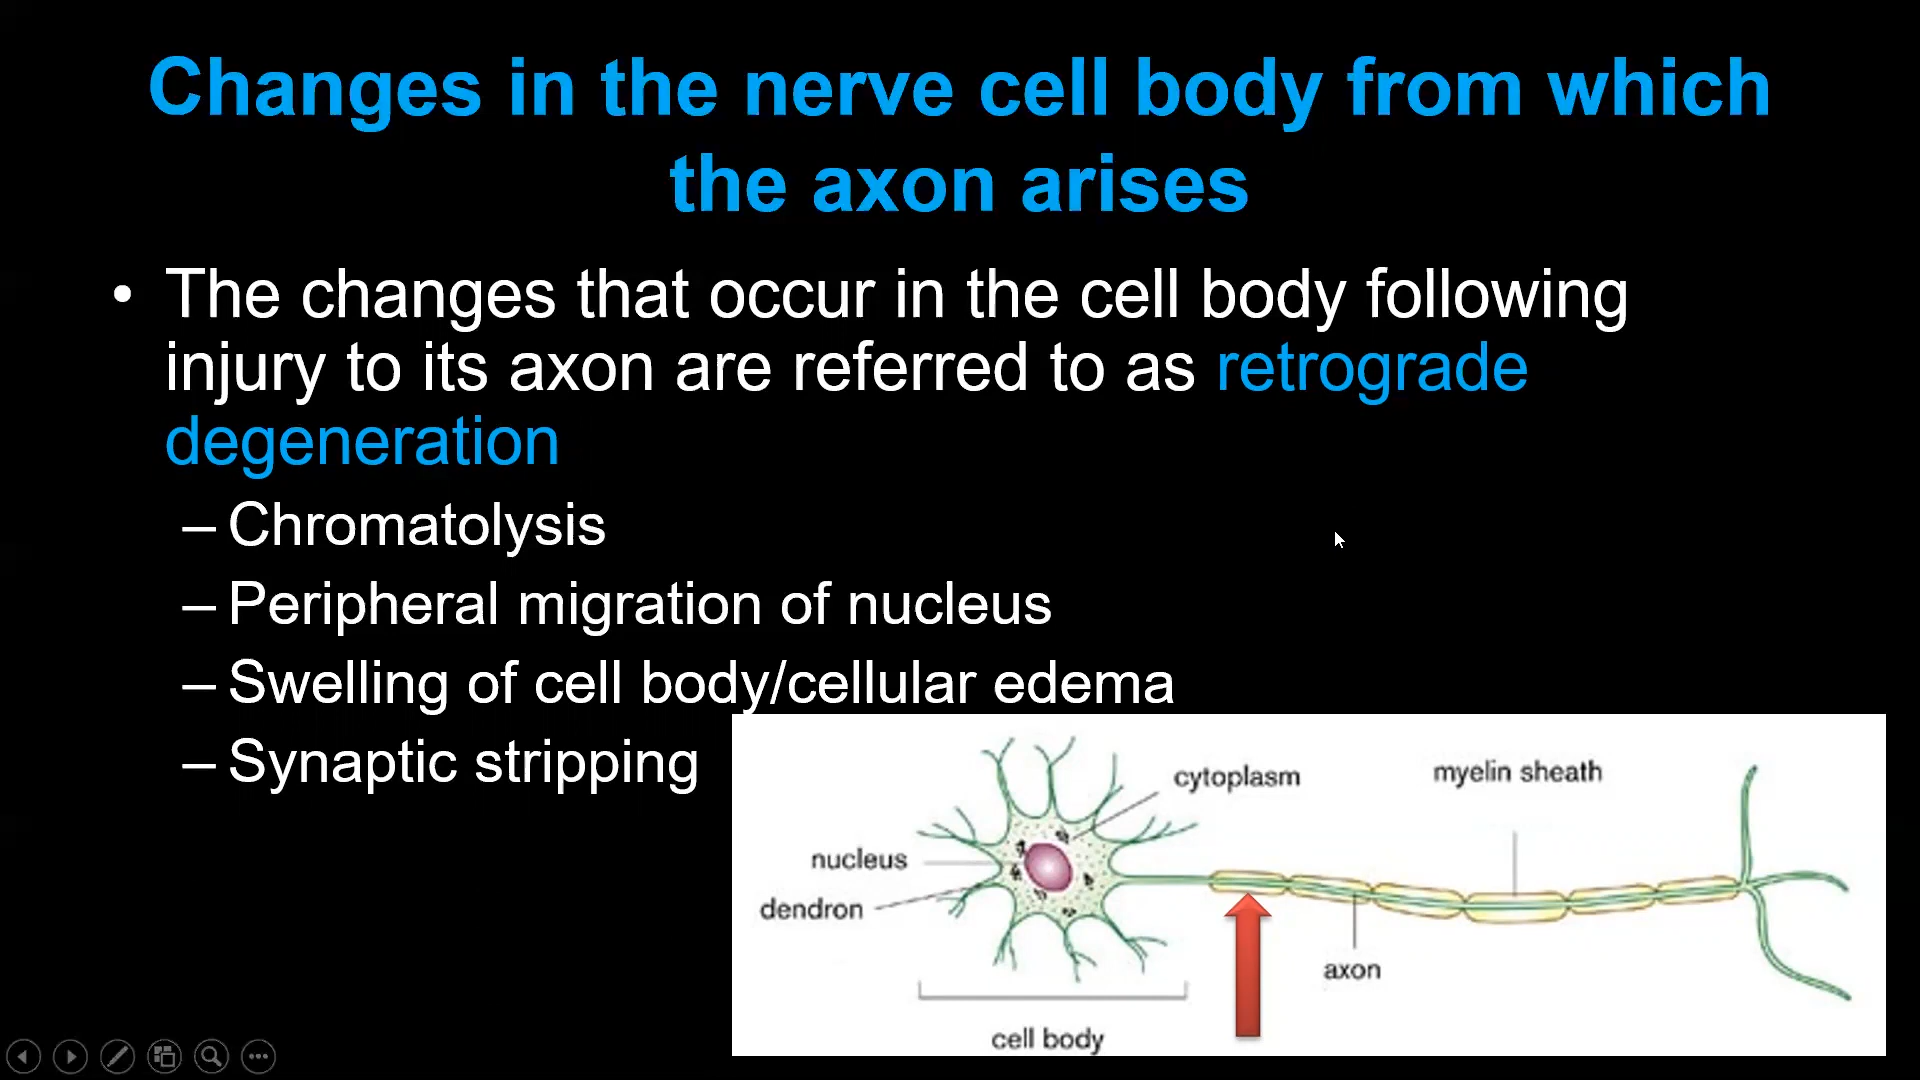 Changes in the nerve cell body from which
the axon arises
• The changes that occur in the cell body following
injury to its axon are referred to as retrograde
degeneration
– Chromatolysis
– Peripheral migration of nucleus
– Swelling of cell body/cellular edema
– Synaptic stripping
cytoplasm
myelin sheath
nucleus
dendron
axon
cell body